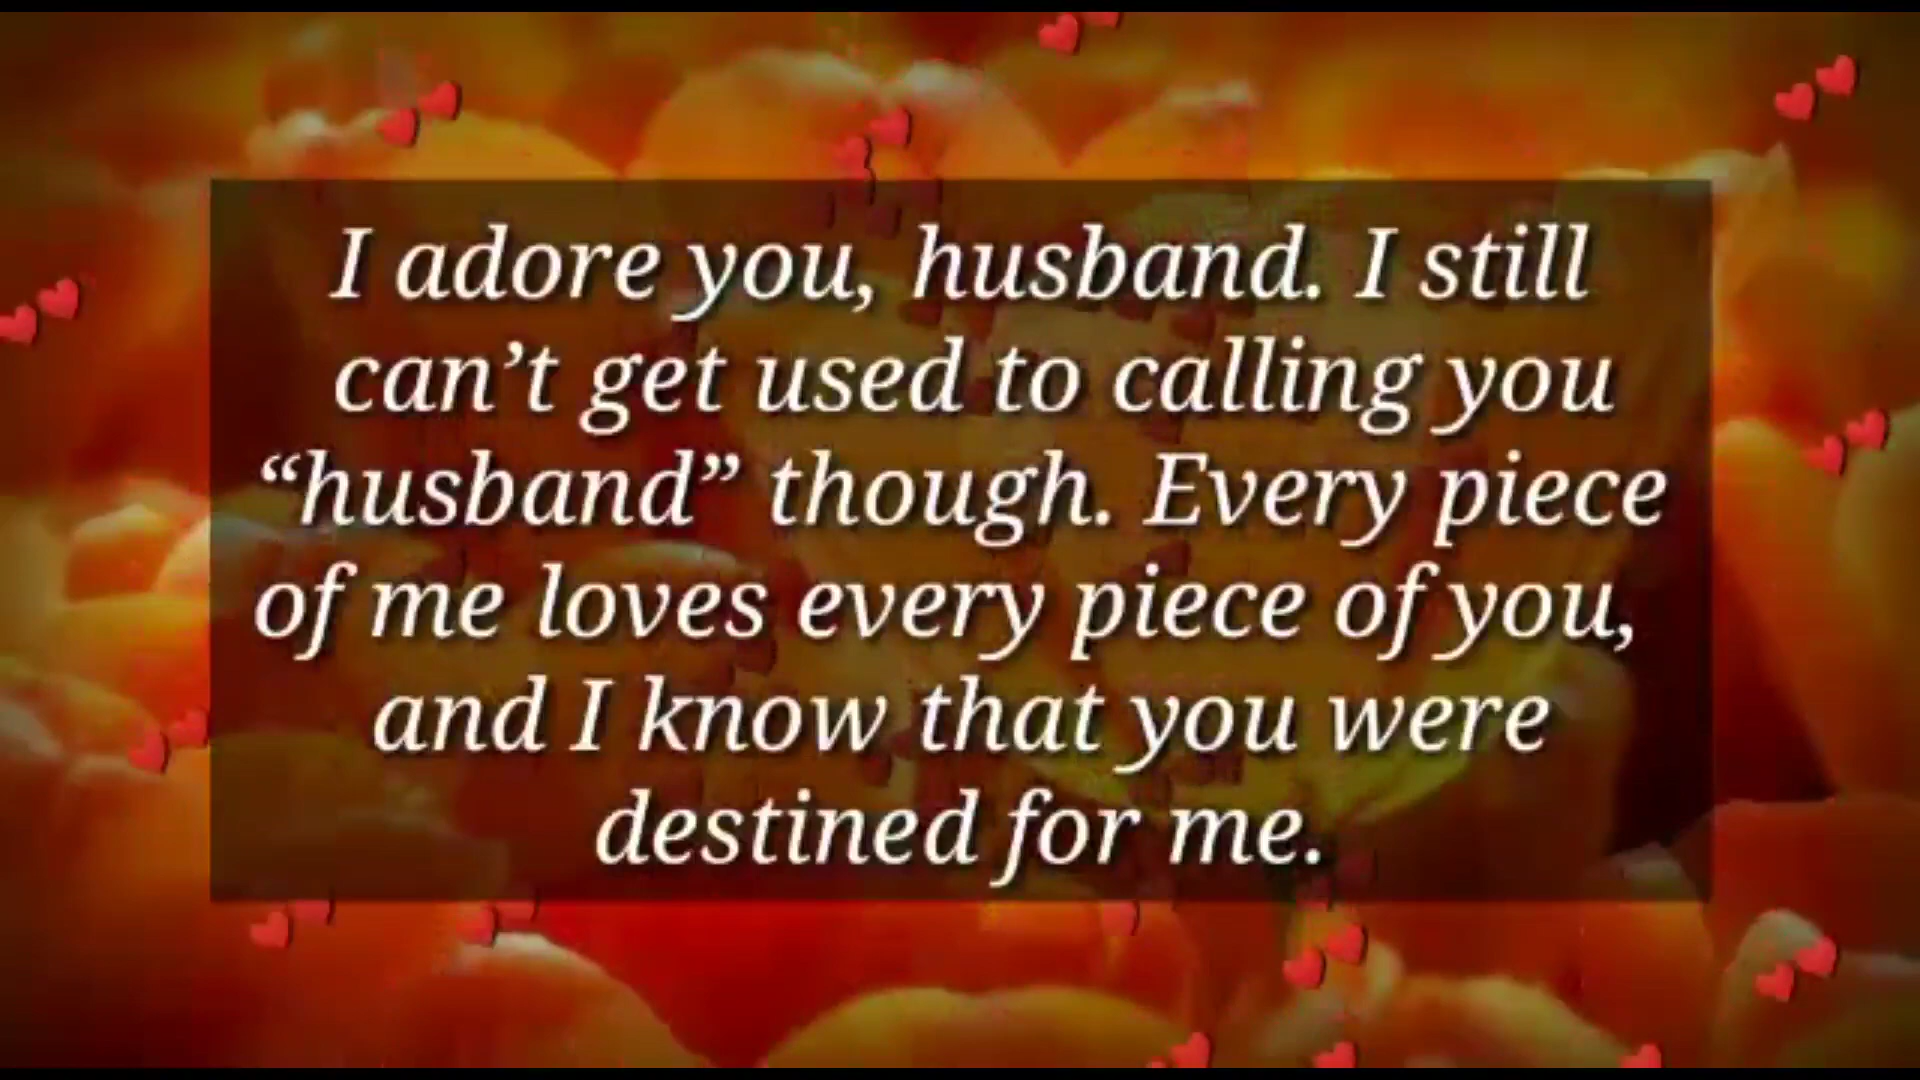 I adore you, husband. I still
can’t get used to calling you
“husband” though. Every piece
of me loves every piece of you,
and I know that you were
destined for me.